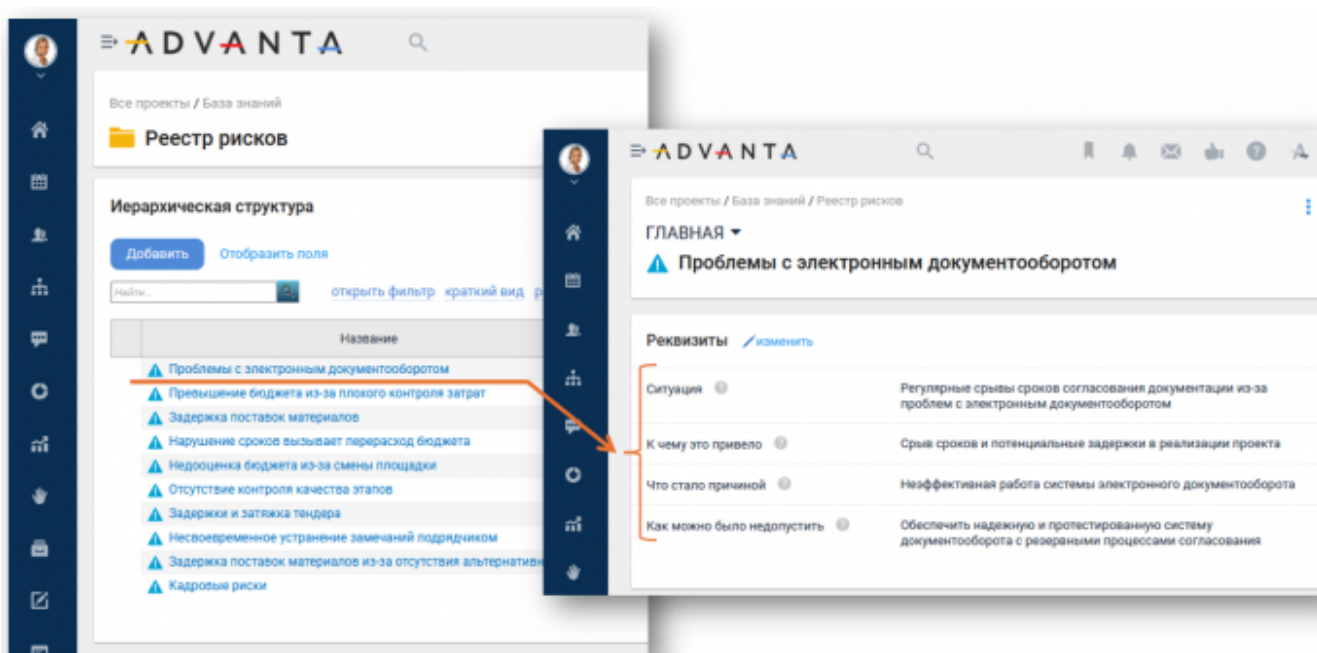 ADVANTA
Все проекты / База знаний
Реестр рисков
Иерархическая структура
Добавить Отобразить поля
Найти... открыть фильтр краткий вид
Название
Проблемы с электронным документооборотом
Превышение бюджета из-за плохого контроля затрат
Задержка поставок материалов
Нарушение сроков вызывает перерасход бюджета
Недооценка бюджета из-за смены площадки
Отсутствие контроля качества этапов
Задержки и затяжка тендера
Несвоевременное устранение замечаний подрядчиком
Задержка поставок материалов из-за отсутствия альтернативн
Кадровые риски
ADVANTA
Все проекты / База знаний / Реестр рисков
ГЛАВНАЯ
Проблемы с электронным документооборотом
Реквизиты изменить
Ситуация Регулярные срывы сроков согласования документации из-за
проблем с электронным документооборотом
К чему это привело Срыв сроков и потенциальные задержки в реализации проекта
Что стало причиной Неэффективная работа системы электронного документооборота
Как можно было недопустить Обеспечить надежную и протестированную систему
документооборота с резервными процессами согласования